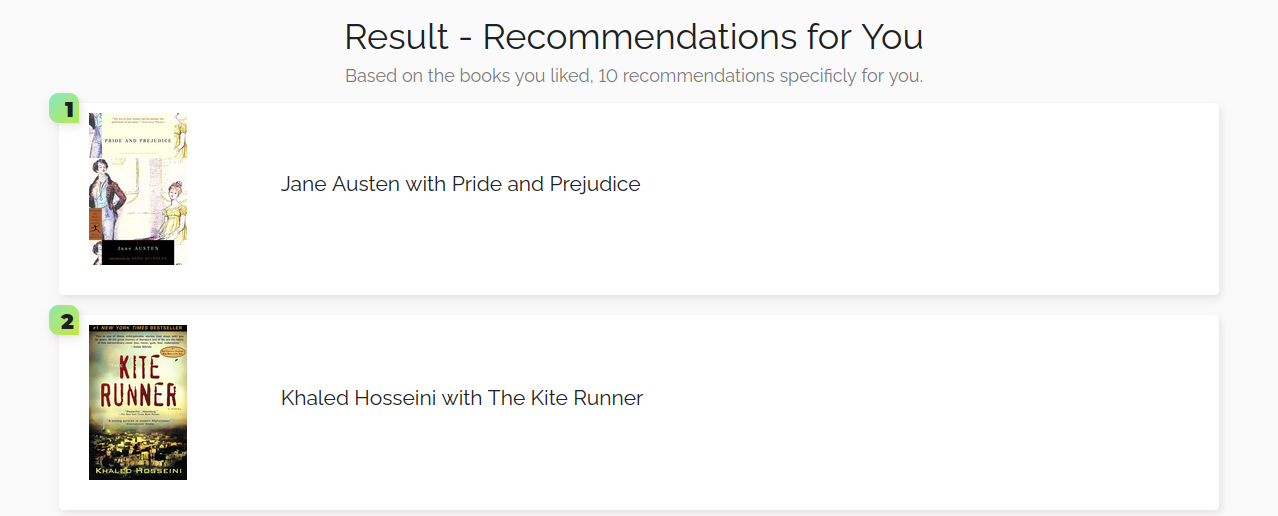 Result - Recommendations for You
Based on the books you liked, 10 recommendations specificly for you.
1
PRIDE AND PREJUDICE
Jane Austen with Pride and Prejudice
Jane AUSTEN
2
#1 NEW YORK TIMES BESTSELLER
KITE
RUNNER
Khaled Hosseini with The Kite Runner
KHALED HOSSEINI